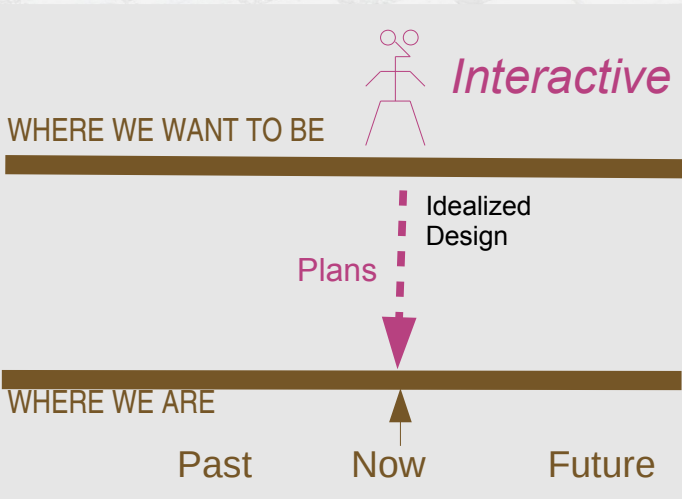 Interactive
WHERE WE WANT TO BE
Idealized
Design
Plans
WHERE WE ARE
Past Now Future